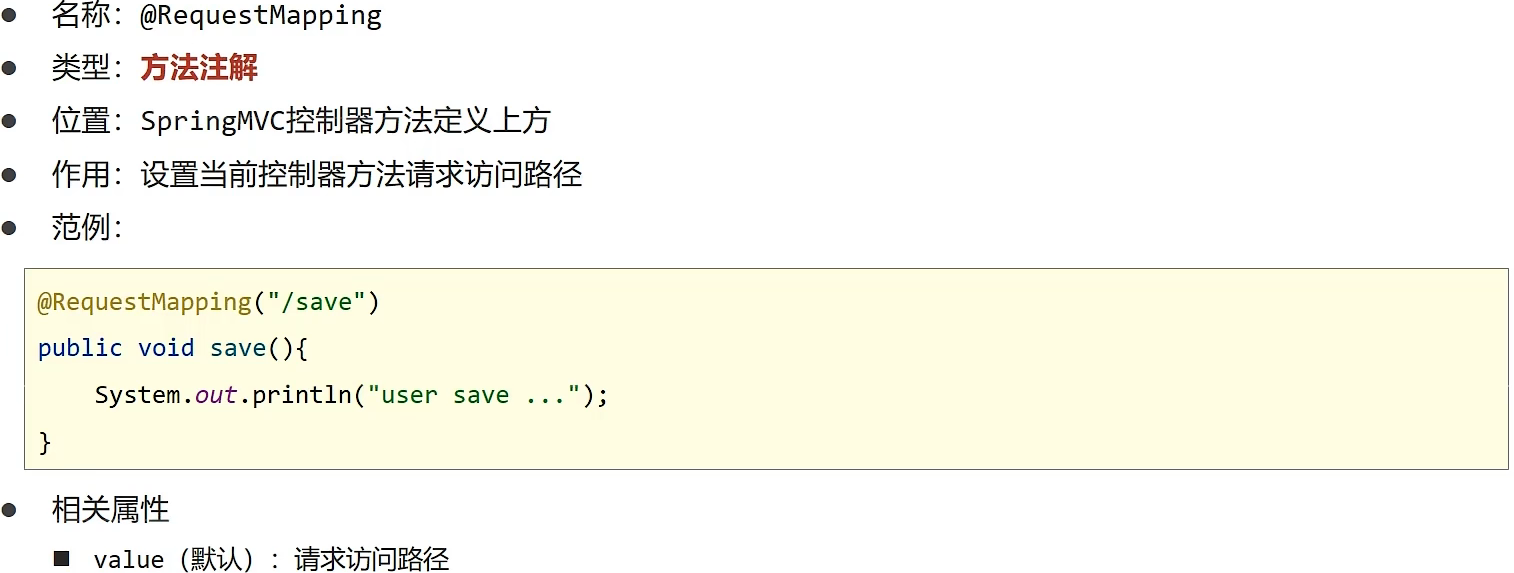 名称：@RequestMapping
类型：方法注解
位置：SpringMVC控制器方法定义上方
作用：设置当前控制器方法请求访问路径
范例：
@RequestMapping("/save")
public void save(){
    System.out.println("user save ...");
}
相关属性
value（默认）：请求访问路径